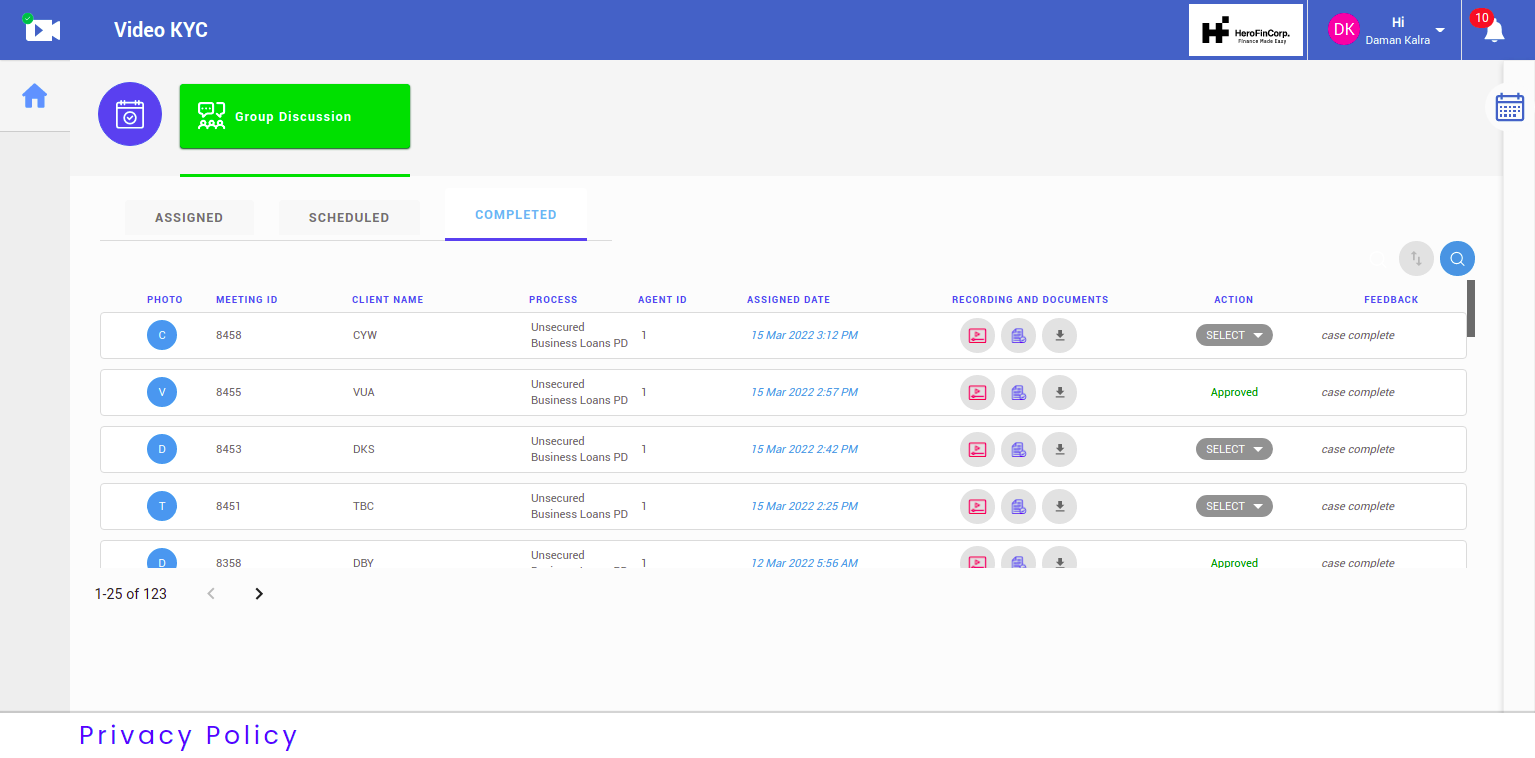 Video KYC
HeroFinCorp.
Finance Made Easy
DK
Hi
Daman Kalra
10
Group Discussion
ASSIGNED
SCHEDULED
COMPLETED
PHOTO MEETING ID CLIENT NAME PROCESS AGENT ID ASSIGNED DATE RECORDING AND DOCUMENTS ACTION FEEDBACK
C 8458 CYW Unsecured
Business Loans PD 1 15 Mar 2022 3:12 PM SELECT case complete
V 8455 VUA Unsecured
Business Loans PD 1 15 Mar 2022 2:57 PM Approved case complete
D 8453 DKS Unsecured
Business Loans PD 1 15 Mar 2022 2:42 PM SELECT case complete
T 8451 TBC Unsecured
Business Loans PD 1 15 Mar 2022 2:25 PM SELECT case complete
D 8358 DBY Unsecured
1 12 Mar 2022 5:56 AM Approved case complete
1-25 of 123
Privacy Policy